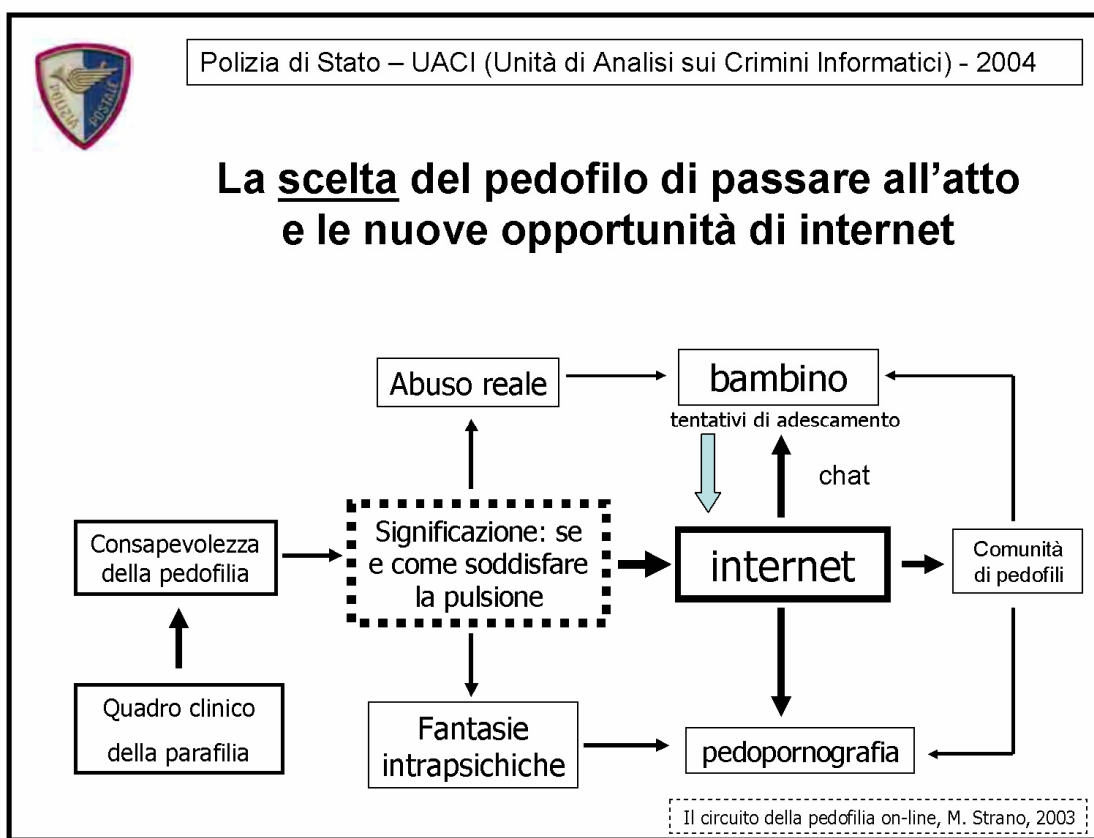 POLIZIA POSTALE
Polizia di Stato – UACI (Unità di Analisi sui Crimini Informatici) - 2004
La scelta del pedofilo di passare all'atto
e le nuove opportunità di internet
Abuso reale
bambino
tentativi di adescamento
chat
Consapevolezza
della pedofilia
Significazione: se
e come soddisfare
la pulsione
internet
Comunità
di pedofili
Quadro clinico
della parafilia
Fantasie
intrapsichiche
pedopornografia
Il circuito della pedofilia on-line, M. Strano, 2003